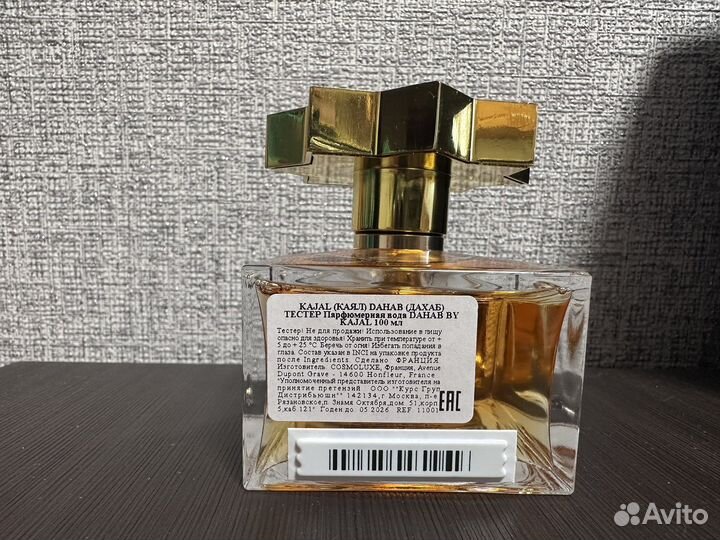 KAJAL (КАЯЛ) DAHAB (ДАХАБ)
ТЕСТЕР Парфюмерная вода DAHAB BY
KAJAL 100 мл
Тестер! Не для продажи! Использование в пищу
опасно для здоровья! Хранить при температуре от +
5 до + 25 °С Беречь от огня! Избегать попадания в
глаза. Состав указан в INCI на упаковке продукта
после Ingredients. Сделано ФРАНЦИЯ
Изготовитель COSMOLUXE, Франция, Avenue
Dupont Grave - 14600 Honfleur, France
"Уполномоченный представитель изготовителя на
принятие претензий ООО ""Курс Груп
Дистрибьюшн"" 142134, г Москва, п-е
Рязановское,п. Знамя Октября,дом 51,корп
5,каб.121" Годен до 05.2026 REF 11001
EAC
Avito